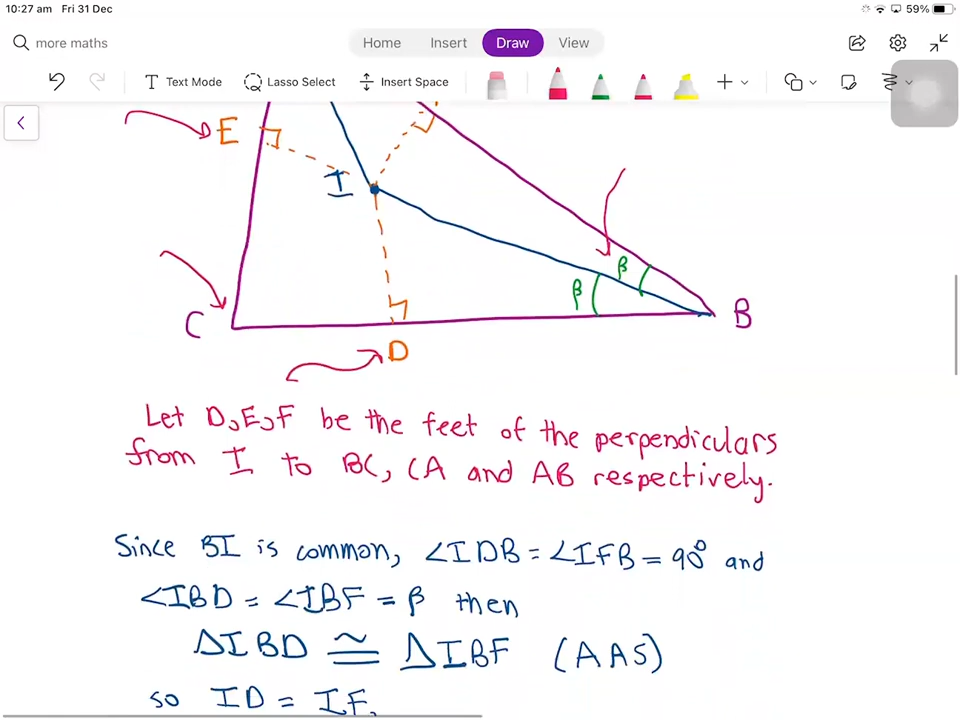 10:27 am Fri 31 Dec
59%
more maths
Home Insert Draw View
Text Mode Lasso Select Insert Space
E
I
β
β
C
B
D
Let D,E,F be the feet of the perpendiculars
from I to BC, CA and AB respectively.
Since BI is common, ∠IDB = ∠IFB = 90° and
∠IBD = ∠IBF = β then
ΔIBD ≅ ΔIBF (AAS)
so ID = IF.